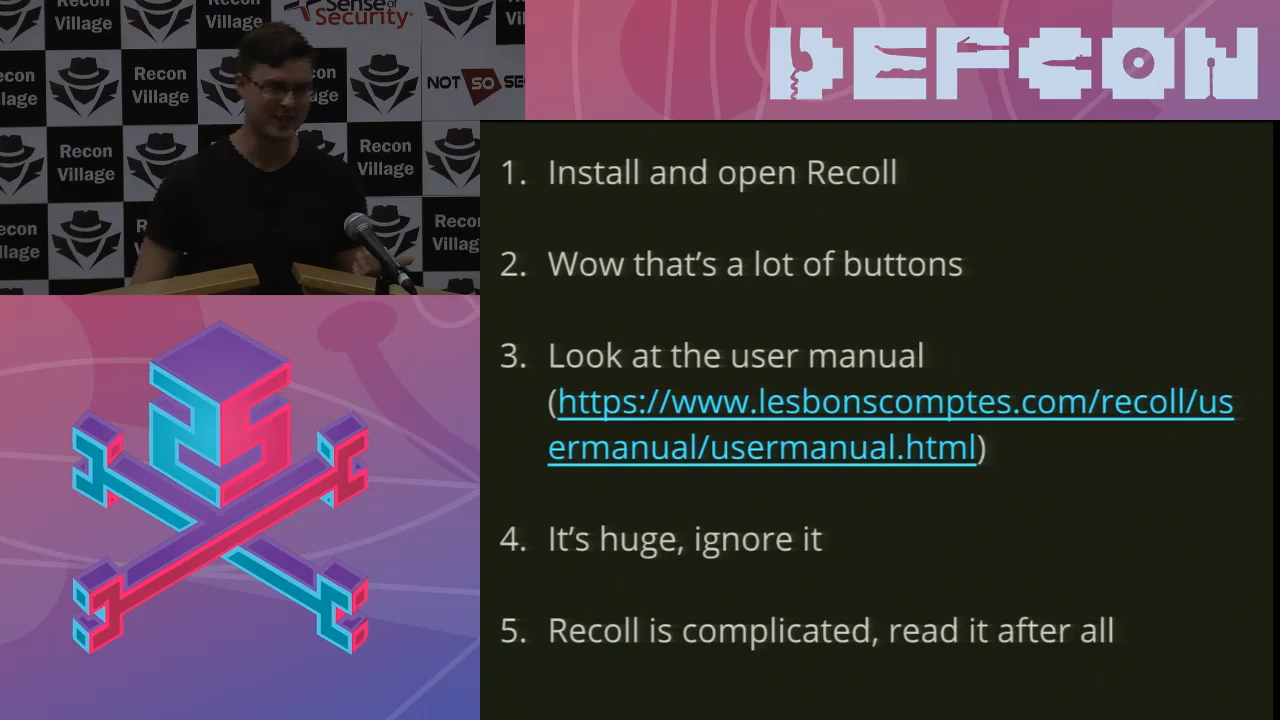 Sense of
Security
Recon
Village
Recon
Village
NOT SO SE
Recon
Village
Recon
Village
DEFCON
1. Install and open Recoll
2. Wow that's a lot of buttons
3. Look at the user manual
(https://www.lesbonscomptes.com/recoll/us
ermanual/usermanual.html)
4. It's huge, ignore it
5. Recoll is complicated, read it after all